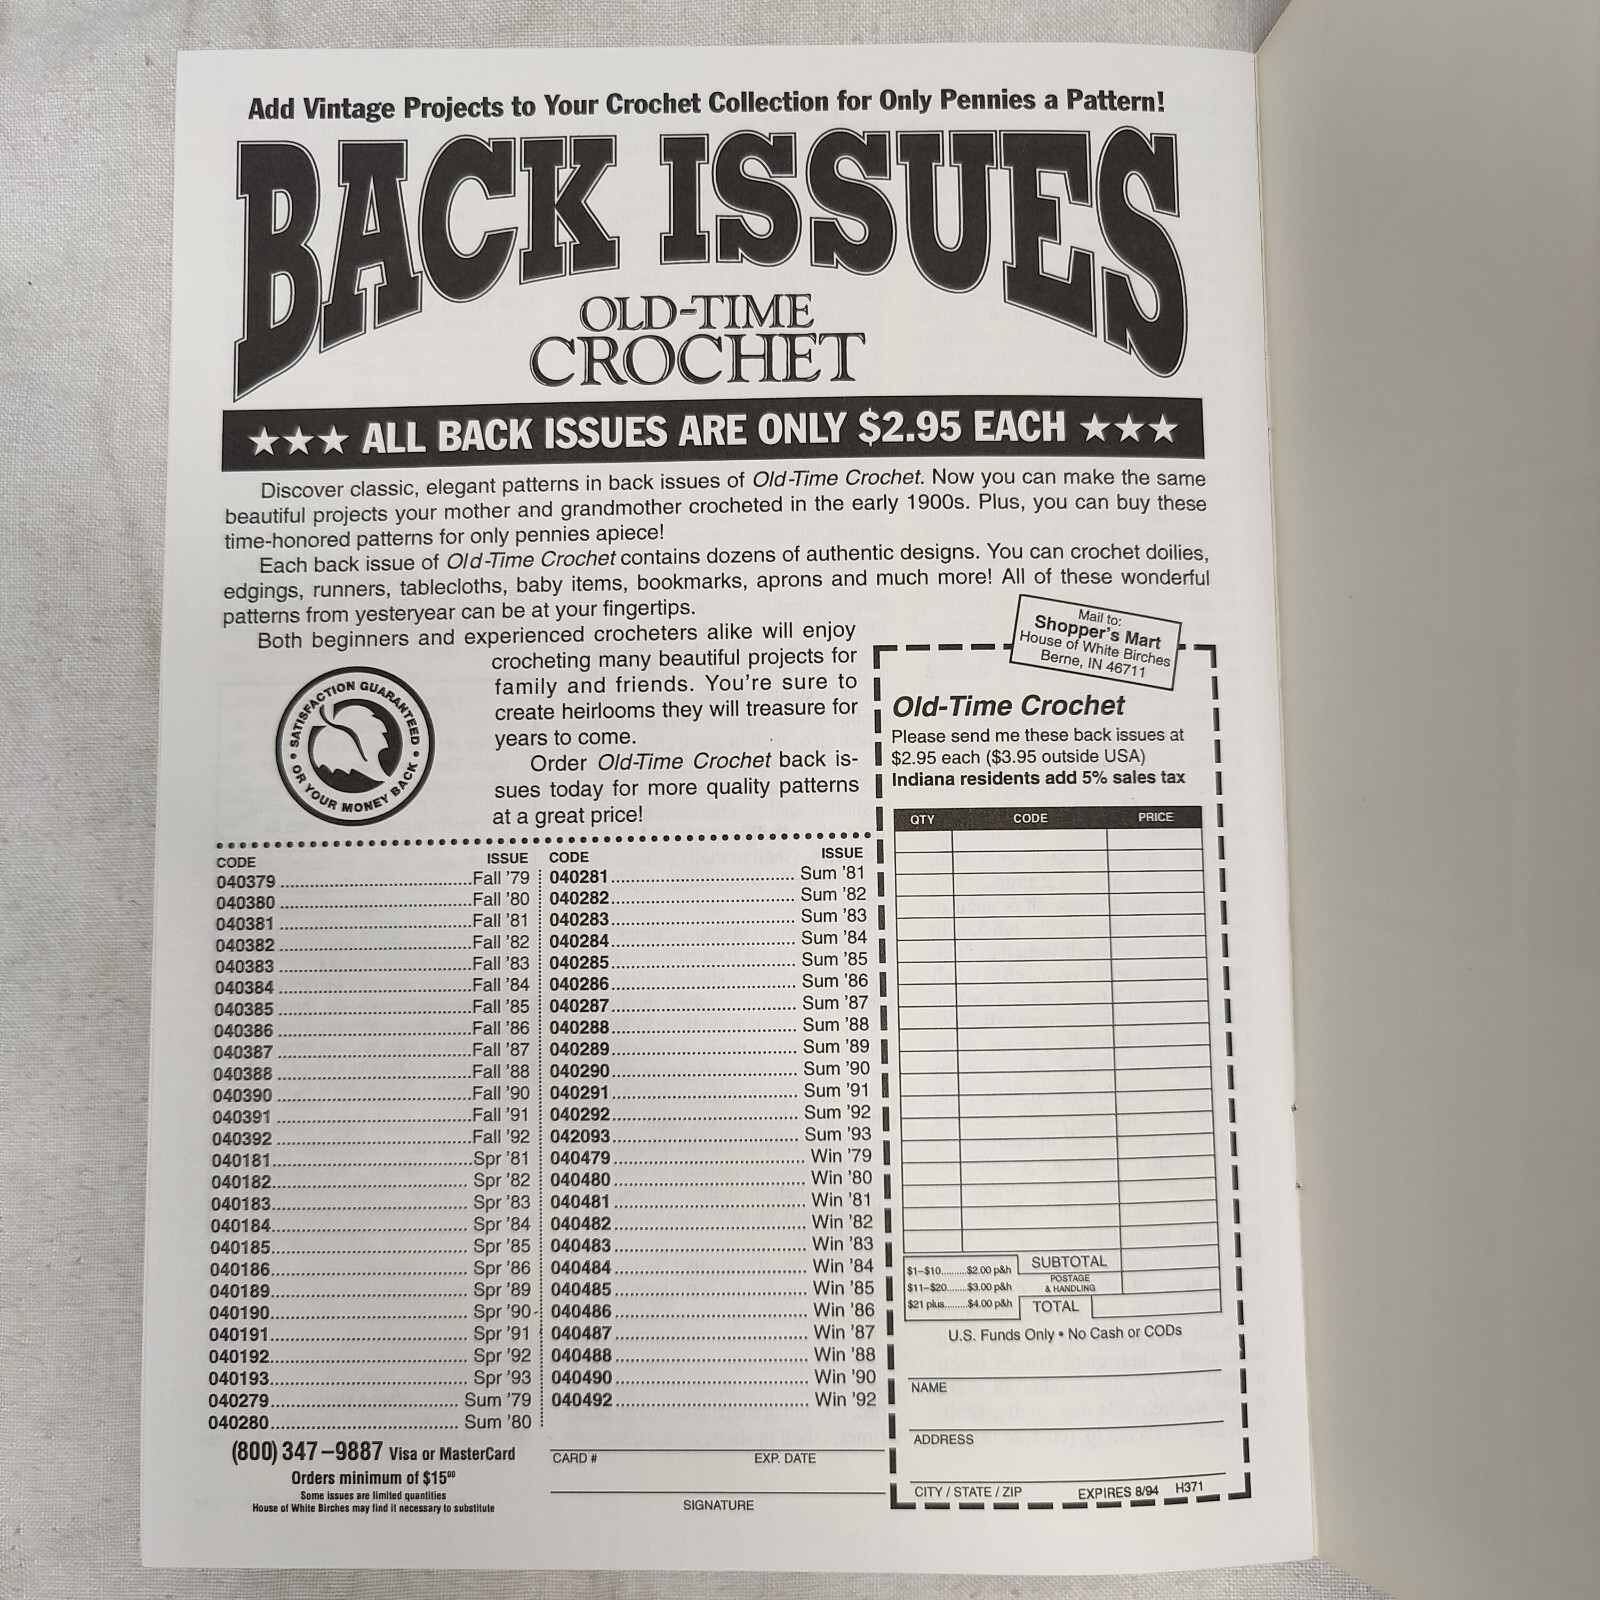 Add Vintage Projects to Your Crochet Collection for Only Pennies a Pattern!
BACK ISSUES
OLD-TIME
CROCHET
★★★ ALL BACK ISSUES ARE ONLY $2.95 EACH ★★★
Discover classic, elegant patterns in back issues of Old-Time Crochet. Now you can make the same
beautiful projects your mother and grandmother crocheted in the early 1900s. Plus, you can buy these
time-honored patterns for only pennies apiece!
Each back issue of Old-Time Crochet contains dozens of authentic designs. You can crochet doilies,
edgings, runners, tablecloths, baby items, bookmarks, aprons and much more! All of these wonderful
patterns from yesteryear can be at your fingertips.
Both beginners and experienced crocheters alike will enjoy
crocheting many beautiful projects for
family and friends. You're sure to
create heirlooms they will treasure for
years to come.
Order Old-Time Crochet back is-
sues today for more quality patterns
at a great price!
• SATISFACTION GUARANTEED •
OR YOUR MONEY BACK
CODE ISSUE
040379 Fall '79
040380 Fall '80
040381 Fall '81
040382 Fall '82
040383 Fall '83
040384 Fall '84
040385 Fall '85
040386 Fall '86
040387 Fall '87
040388 Fall '88
040390 Fall '90
040391 Fall '91
040392 Fall '92
040181 Spr '81
040182 Spr '82
040183 Spr '83
040184 Spr '84
040185 Spr '85
040186 Spr '86
040189 Spr '89
040190 Spr '90
040191 Spr '91
040192 Spr '92
040193 Spr '93
040279 Sum '79
040280 Sum '80
CODE ISSUE
040281 Sum '81
040282 Sum '82
040283 Sum '83
040284 Sum '84
040285 Sum '85
040286 Sum '86
040287 Sum '87
040288 Sum '88
040289 Sum '89
040290 Sum '90
040291 Sum '91
040292 Sum '92
042093 Sum '93
040479 Win '79
040480 Win '80
040481 Win '81
040482 Win '82
040483 Win '83
040484 Win '84
040485 Win '85
040486 Win '86
040487 Win '87
040488 Win '88
040490 Win '90
040492 Win '92
(800) 347–9887 Visa or MasterCard
Orders minimum of $15⁰⁰
Some issues are limited quantities
House of White Birches may find it necessary to substitute
CARD # EXP. DATE
SIGNATURE
Mail to:
Shopper's Mart
House of White Birches
Berne, IN 46711
Old-Time Crochet
Please send me these back issues at
$2.95 each ($3.95 outside USA)
Indiana residents add 5% sales tax
QTY CODE PRICE
$1–$10 $2.00 p&h
$11–$20 $3.00 p&h
$21 plus $4.00 p&h
SUBTOTAL
POSTAGE
& HANDLING
TOTAL
U.S. Funds Only • No Cash or CODs
NAME
ADDRESS
CITY / STATE / ZIP EXPIRES 8/94 H371